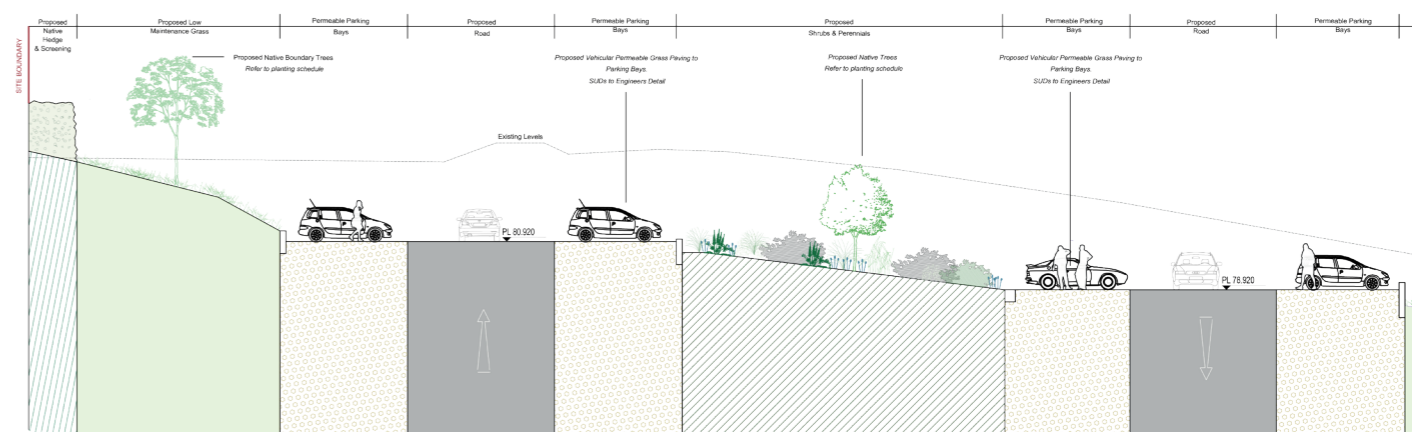 Proposed
Native
Hedge
& Screening
Proposed Low
Maintenance Grass
Permeable Parking
Bays
Proposed
Road
Permeable Parking
Bays
Proposed
Shrubs & Perennials
Permeable Parking
Bays
Proposed
Road
Permeable Parking
Bays
SITE BOUNDARY
Proposed Native Boundary Trees
Refer to planting schedule
Proposed Vehicular Permeable Grass Paving to
Parking Bays.
SUDs to Engineers Detail
Proposed Native Trees
Refer to planting schedule
Proposed Vehicular Permeable Grass Paving to
Parking Bays.
SUDs to Engineers Detail
Existing Levels
PL 80.920
PL 78.920